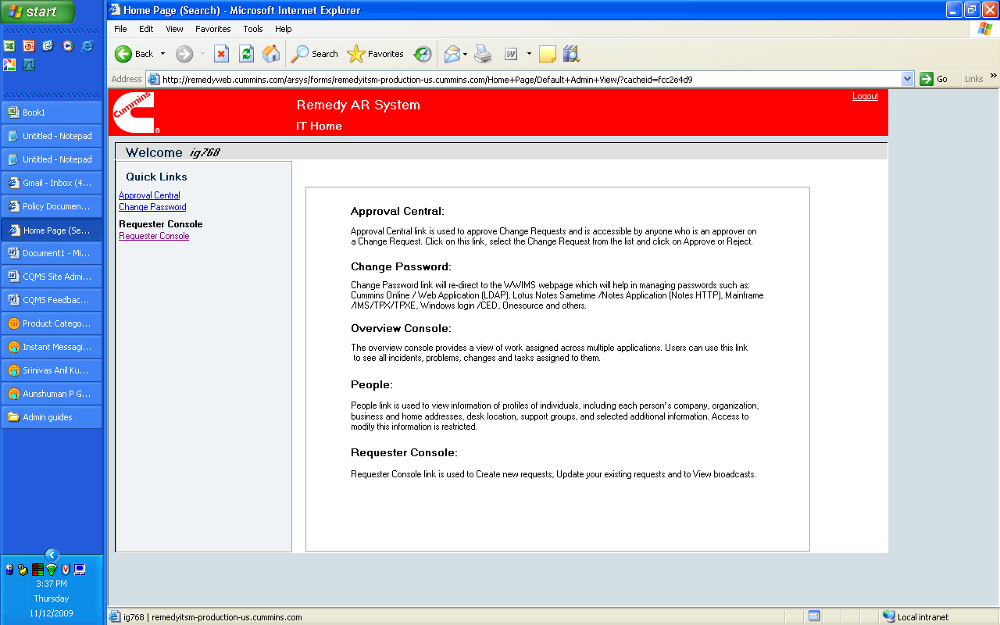 start
Book1
Untitled - Notepad
Untitled - Notepad
Gmail - Inbox (4...
Policy Documen...
Home Page (Se...
Document1 - Mi...
CQMS Site Admi...
CQMS Feedbac...
Product Catego...
Instant Messagi...
Srinivas Anil Ku...
Aunshuman P G...
Admin guides
3:37 PM
Thursday
11/12/2009
Home Page (Search) - Microsoft Internet Explorer
File Edit View Favorites Tools Help
Back Search Favorites
Address http://remedyweb.cummins.com/arsys/forms/remedyitsm-production-us.cummins.com/Home+Page/Default+Admin+View/?cacheid=fcc2e4d9 Go Links »
Cummins ®
Remedy AR System
IT Home
Logout
Welcome ig768
Quick Links
Approval Central
Change Password
Requester Console
Requester Console
Approval Central:
Approval Central link is used to approve Change Requests and is accessible by anyone who is an approver on
a Change Request. Click on this link, select the Change Request from the list and click on Approve or Reject.
Change Password:
Change Password link will re-direct to the WWIMS webpage which will help in managing passwords such as:
Cummins Online / Web Application (LDAP), Lotus Notes Sametime /Notes Application (Notes HTTP), Mainframe
/IMS/TPX/TPXE, Windows login /CED, Onesource and others.
Overview Console:
The overview console provides a view of work assigned across multiple applications. Users can use this link
to see all incidents, problems, changes and tasks assigned to them.
People:
People link is used to view information of profiles of individuals, including each person's company, organization,
business and home addresses, desk location, support groups, and selected additional information. Access to
modify this information is restricted.
Requester Console:
Requester Console link is used to Create new requests, Update your existing requests and to View broadcasts.
ig768 | remedyitsm-production-us.cummins.com
Local intranet